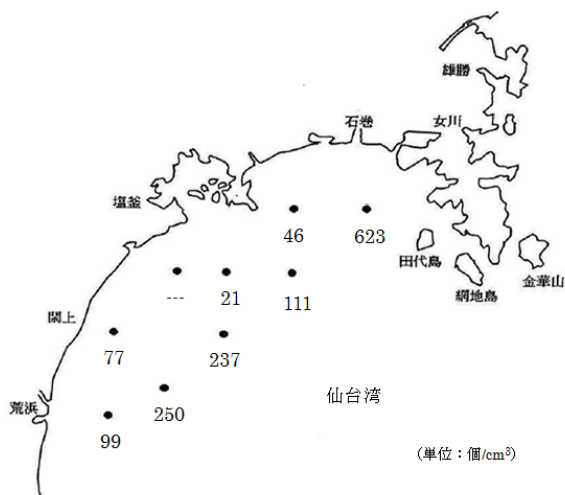 雄勝
石巻
女川
塩釜
46
623
田代島
金華山
網地島
---
21
111
閖上
77
237
仙台湾
荒浜
250
99
(単位：個/cm³)